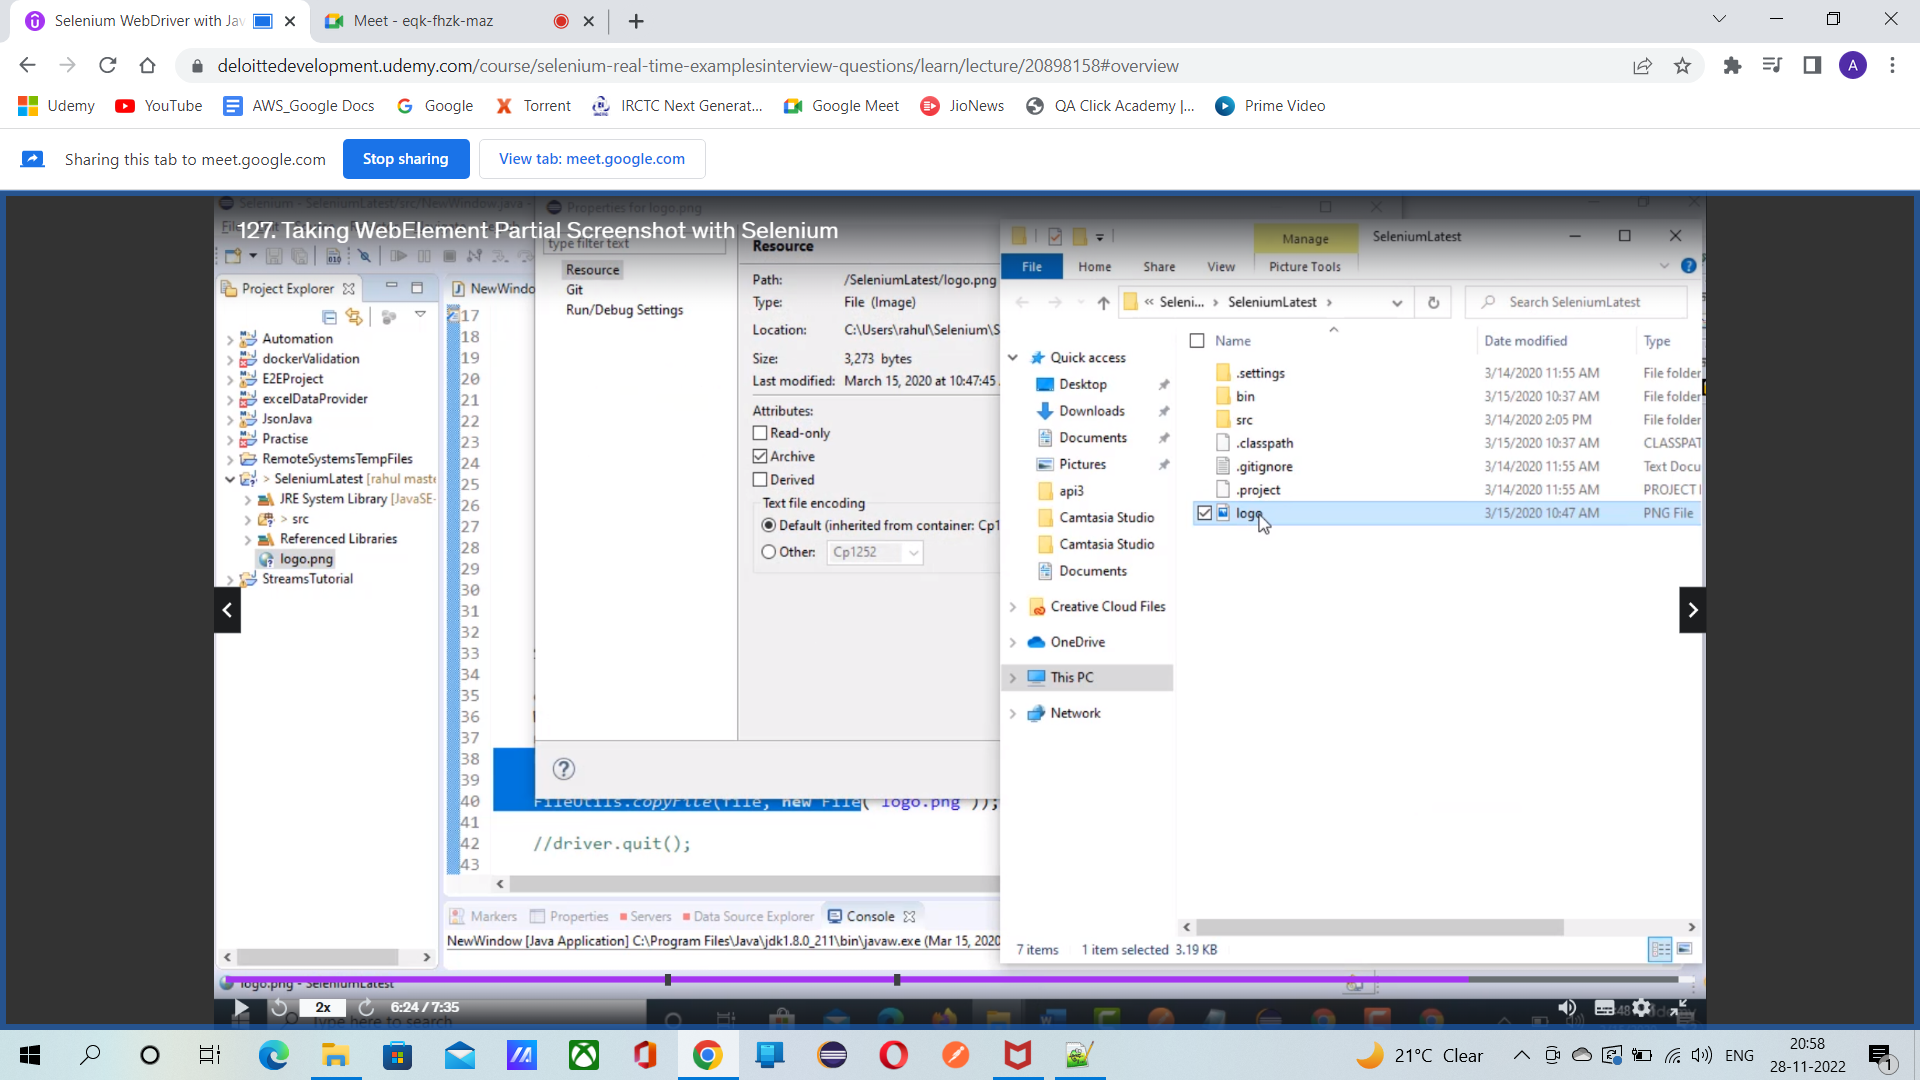 Selenium WebDriver with Jav
Meet - eqk-fhzk-maz
deloittedevelopment.udemy.com/course/selenium-real-time-examplesinterview-questions/learn/lecture/20898158#overview
A
Udemy YouTube AWS_Google Docs Google Torrent IRCTC Next Generat... Google Meet JioNews QA Click Academy |... Prime Video
Sharing this tab to meet.google.com Stop sharing View tab: meet.google.com
Selenium - SeleniumLatest/src/NewWindow.java -
Properties for logo.png
127. Taking WebElement Partial Screenshot with Selenium
Project Explorer
Automation
dockerValidation
E2EProject
excelDataProvider
JsonJava
Practise
RemoteSystemsTempFiles
> SeleniumLatest [rahul maste
JRE System Library [JavaSE-
> src
Referenced Libraries
logo.png
StreamsTutorial
NewWindo
17
18
19
20
21
22
23
24
25
26
27
28
29
30
31
32
33
34
35
36
37
38
39
40 FileUtils.copyFile(file, new File( logo.png ));
41
42 //driver.quit();
43
type filter text
Resource
Git
Run/Debug Settings
Resource
Path: /SeleniumLatest/logo.png
Type: File (Image)
Location: C:\Users\rahul\Selenium\S
Size: 3,273 bytes
Last modified: March 15, 2020 at 10:47:45
Attributes:
Read-only
Archive
Derived
Text file encoding
Default (inherited from container: Cp1
Other: Cp1252
Markers Properties Servers Data Source Explorer Console
NewWindow [Java Application] C:\Program Files\Java\jdk1.8.0_211\bin\javaw.exe (Mar 15, 2020
Manage SeleniumLatest
File Home Share View Picture Tools
« Seleni... › SeleniumLatest › Search SeleniumLatest
Quick access
Desktop
Downloads
Documents
Pictures
api3
Camtasia Studio
Camtasia Studio
Documents
Creative Cloud Files
OneDrive
This PC
Network
Name Date modified Type
.settings 3/14/2020 11:55 AM File folder
bin 3/15/2020 10:37 AM File folder
src 3/14/2020 2:05 PM File folder
.classpath 3/15/2020 10:37 AM CLASSPAT
.gitignore 3/14/2020 11:55 AM Text Docu
.project 3/14/2020 11:55 AM PROJECT
logo 3/15/2020 10:47 AM PNG File
7 items 1 item selected 3.19 KB
logo.png - SeleniumLatest
2x 6:24 / 7:35
Type here to search
21°C Clear ENG 20:58
28-11-2022
1